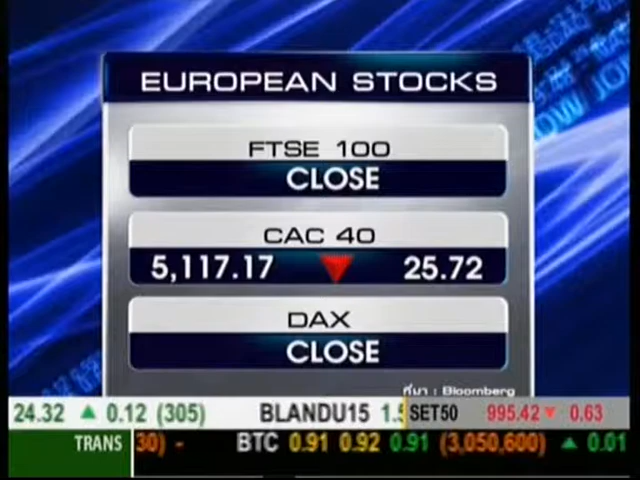 EUROPEAN STOCKS
FTSE 100
CLOSE
CAC 40
5,117.17 ▼ 25.72
DAX
CLOSE
ที่มา : Bloomberg
24.32 ▲ 0.12 (305) BLANDU15 SET50 995.42 ▼ 0.63
TRANS 30) - BTC 0.91 0.92 0.91 (3,050,600) ▲ 0.01